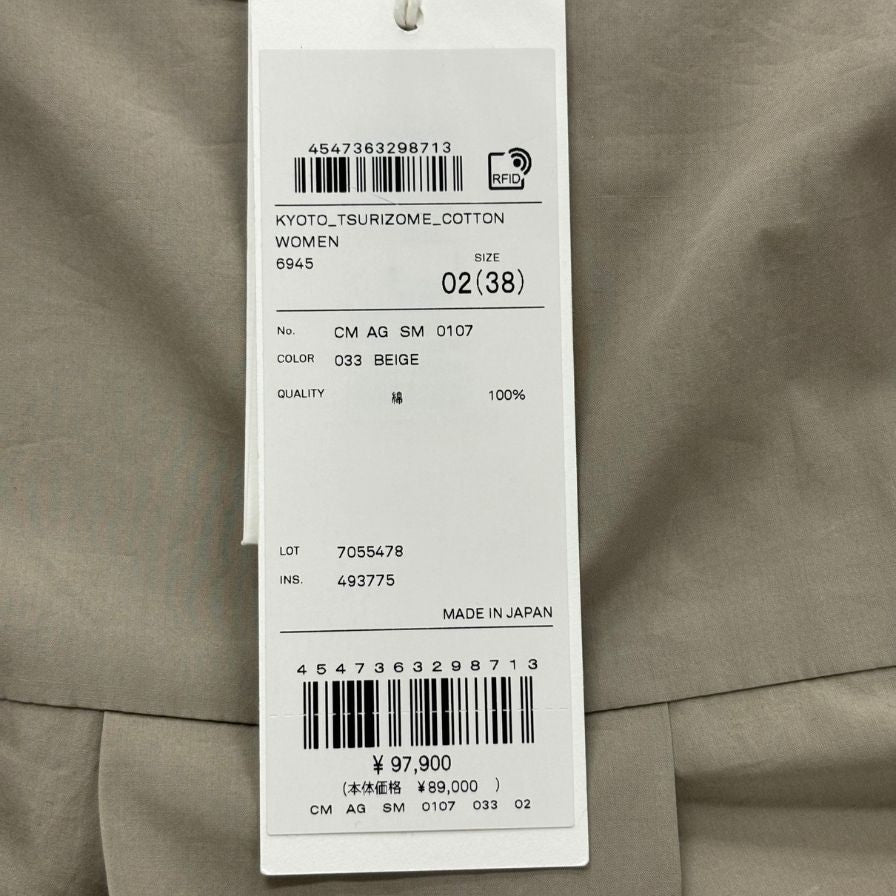 4547363298713
RFID
KYOTO_TSURIZOME_COTTON
WOMEN
6945
SIZE
02(38)
No. CM AG SM 0107
COLOR 033 BEIGE
QUALITY 綿 100%
LOT 7055478
INS. 493775
MADE IN JAPAN
4547363298713
¥ 97,900
(本体価格 ¥89,000 )
CM AG SM 0107 033 02